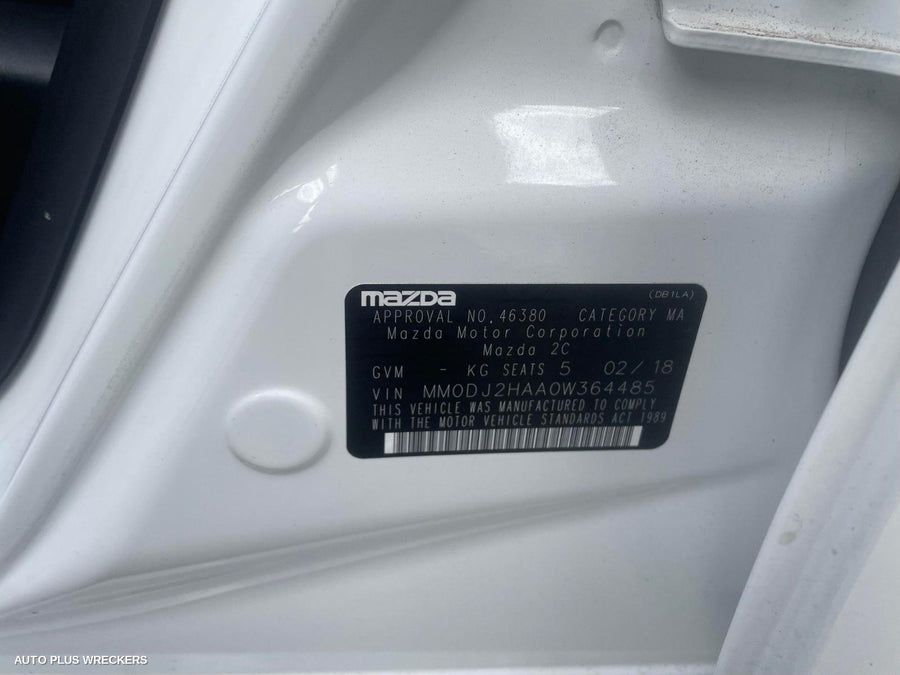 mazda
(DB1LA)
APPROVAL NO. 46380 CATEGORY MA
Mazda Motor Corporation
Mazda 2C
GVM - KG SEATS 5 02/18
VIN MM0DJ2HAA0W364485
THIS VEHICLE WAS MANUFACTURED TO COMPLY
WITH THE MOTOR VEHICLE STANDARDS ACT 1989
AUTO PLUS WRECKERS